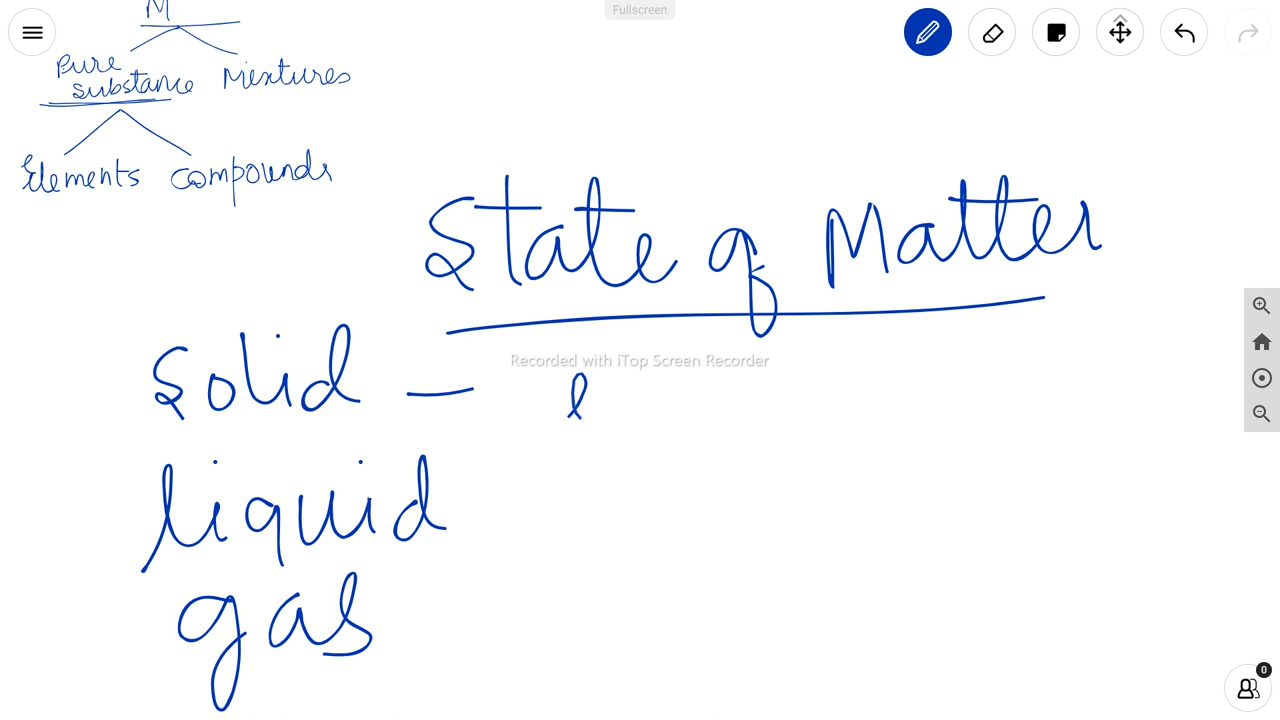 Fullscreen
M
Pure
substance Mixtures
Elements compounds
State of Matter
Recorded with iTop Screen Recorder
Solid — l
liquid
gas
0